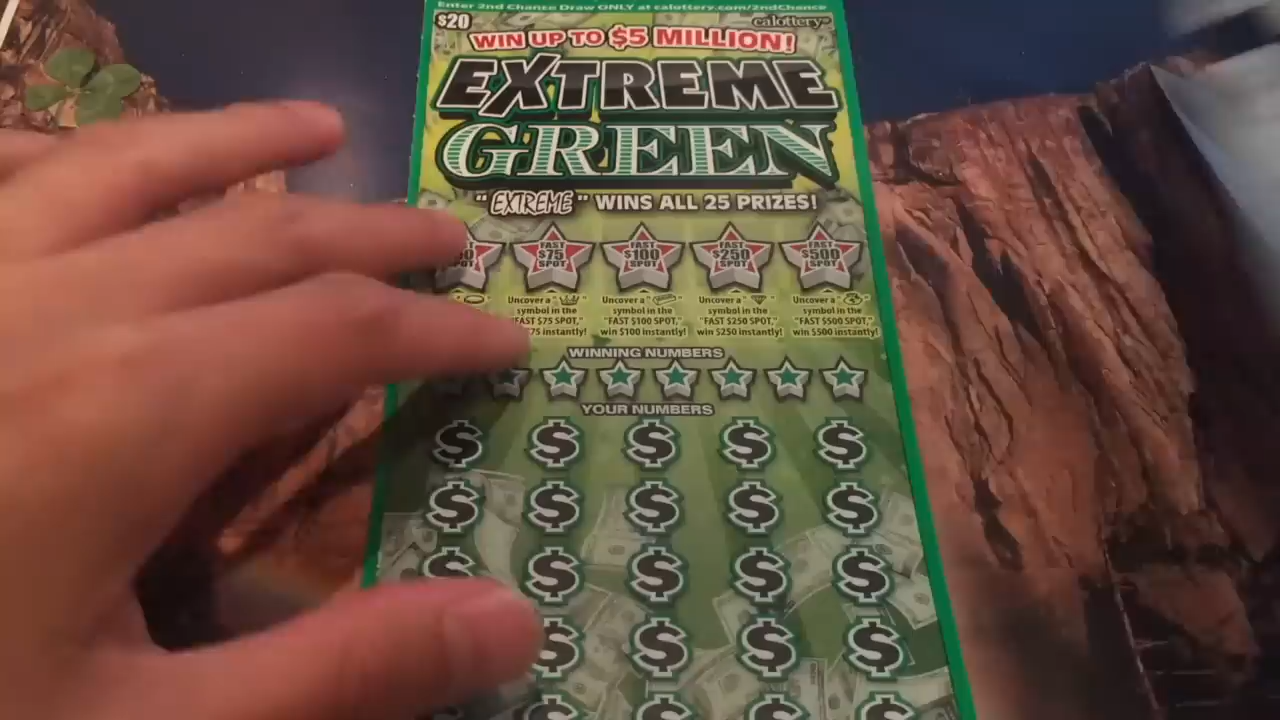 Enter 2nd Chance Draw ONLY at calottery.com/2ndChance
$20
calottery
WIN UP TO $5 MILLION!
EXTREME
GREEN
"EXTREME" WINS ALL 25 PRIZES!
FAST $75 SPOT
FAST $100 SPOT
FAST $250 SPOT
FAST $500 SPOT
Uncover a " " symbol in the "FAST $75 SPOT," $75 instantly!
Uncover a " " symbol in the "FAST $100 SPOT," win $100 instantly!
Uncover a " " symbol in the "FAST $250 SPOT," win $250 instantly!
Uncover a " " symbol in the "FAST $500 SPOT," win $500 instantly!
WINNING NUMBERS
YOUR NUMBERS
$ $ $ $ $
$ $ $ $ $
$ $ $ $ $
$ $ $ $
$ $ $ $